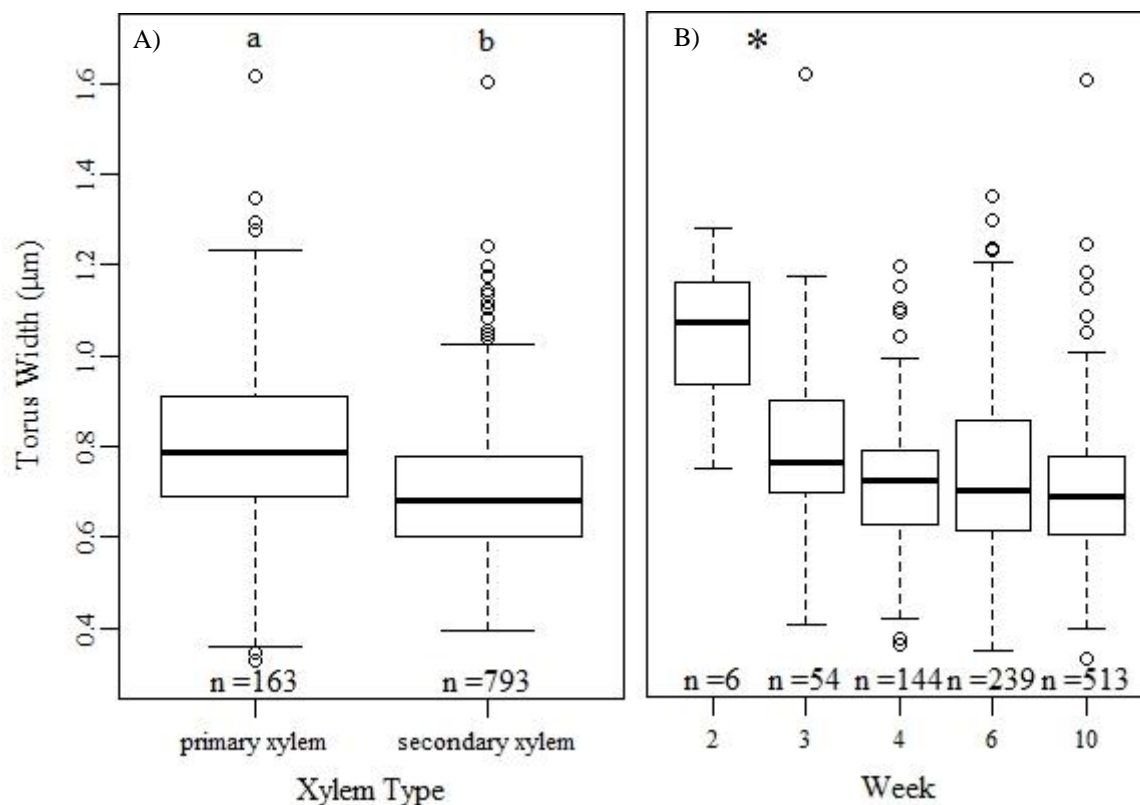 A)
a
b
B)
*
Torus Width (μm)
1.6
1.4
1.2
1.0
0.8
0.6
0.4
n =163
n =793
n =6
n =54
n =144
n =239
n =513
primary xylem
secondary xylem
2
3
4
6
10
Xylem Type
Week